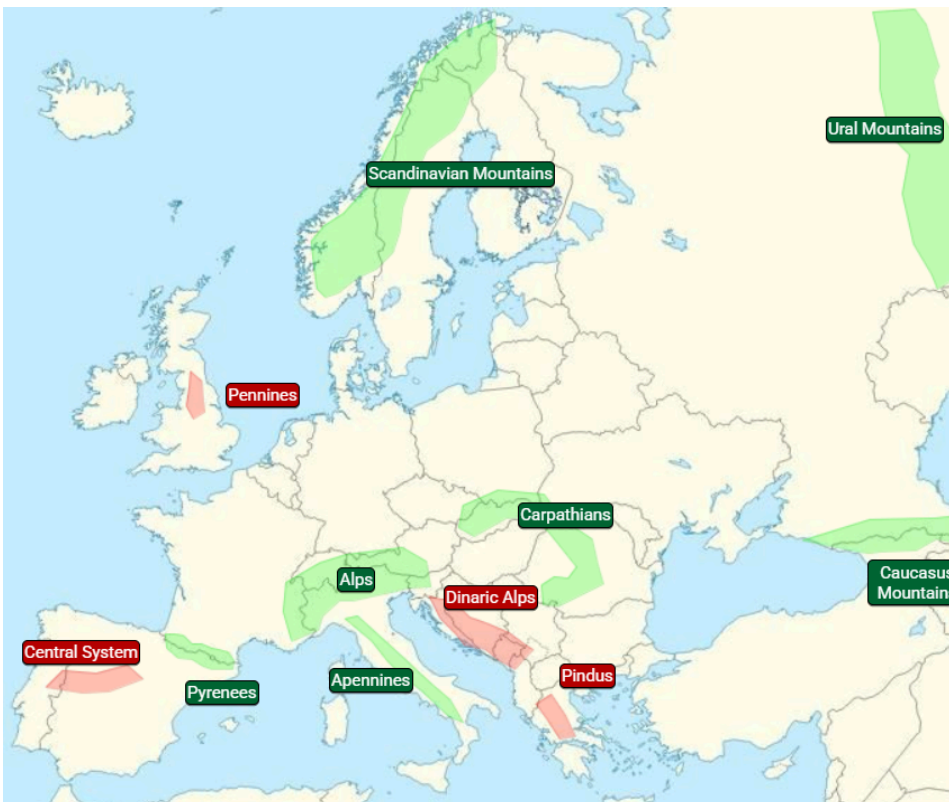 Ural Mountains
Scandinavian Mountains
Pennines
Carpathians
Alps
Caucasus
Mountain
Dinaric Alps
Central System
Pindus
Apennines
Pyrenees